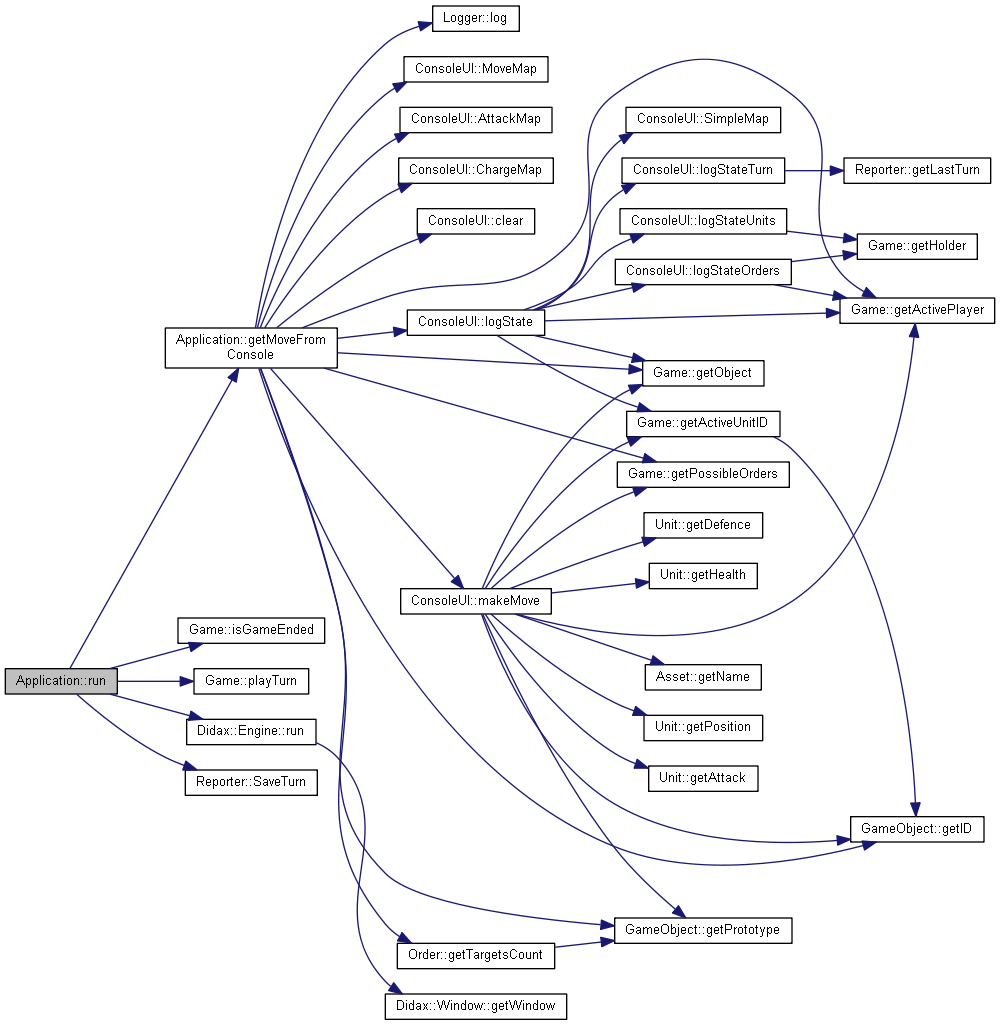 Logger::log
ConsoleUI::MoveMap
ConsoleUI::AttackMap
ConsoleUI::SimpleMap
ConsoleUI::ChargeMap
ConsoleUI::logStateTurn
Reporter::getLastTurn
ConsoleUI::clear
ConsoleUI::logStateUnits
Game::getHolder
ConsoleUI::logStateOrders
Game::getActivePlayer
ConsoleUI::logState
Application::getMoveFrom
Console
Game::getObject
Game::getActiveUnitID
Game::getPossibleOrders
Unit::getDefence
Unit::getHealth
ConsoleUI::makeMove
Game::isGameEnded
Asset::getName
Application::run
Game::playTurn
Didax::Engine::run
Unit::getPosition
Reporter::SaveTurn
Unit::getAttack
GameObject::getID
GameObject::getPrototype
Order::getTargetsCount
Didax::Window::getWindow